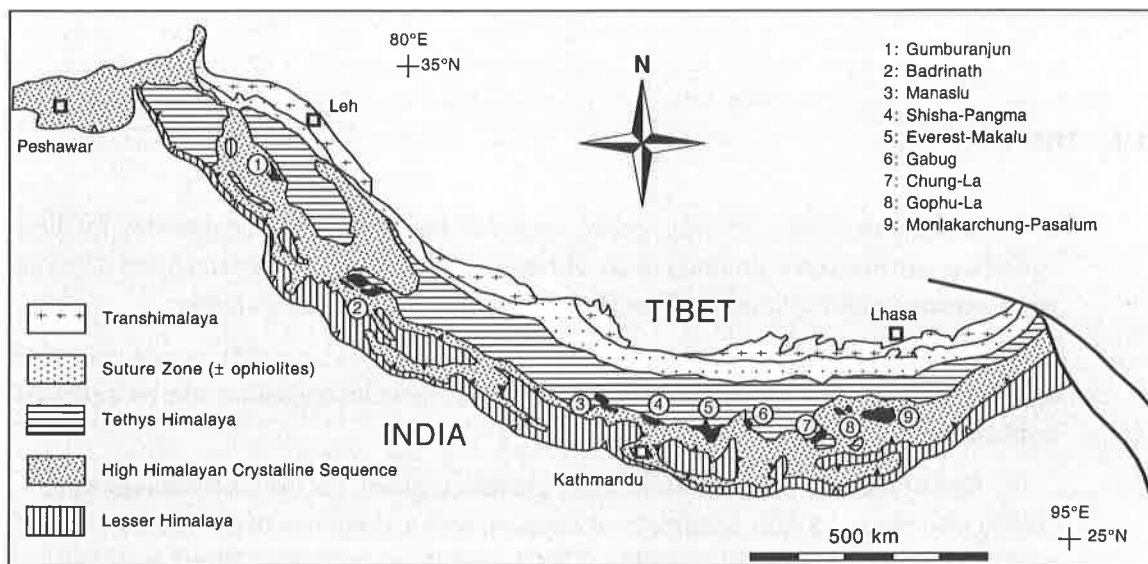 80°E
35°N
N
1: Gumburanjun
2: Badrinath
3: Manaslu
4: Shisha-Pangma
5: Everest-Makalu
6: Gabug
7: Chung-La
8: Gophu-La
9: Monlakarchung-Pasalum
Leh
Peshawar
1
2
TIBET
Lhasa
Transhimalaya
Suture Zone (± ophiolites)
Tethys Himalaya
High Himalayan Crystalline Sequence
Lesser Himalaya
3
4
5
6
7
8
9
INDIA
Kathmandu
500 km
95°E
25°N